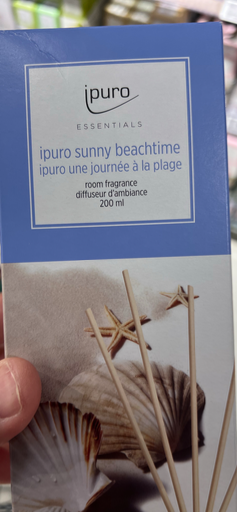 ipuro
ESSENTIALS
ipuro sunny beachtime
ipuro une journée à la plage
room fragrance
diffuseur d'ambiance
200 ml